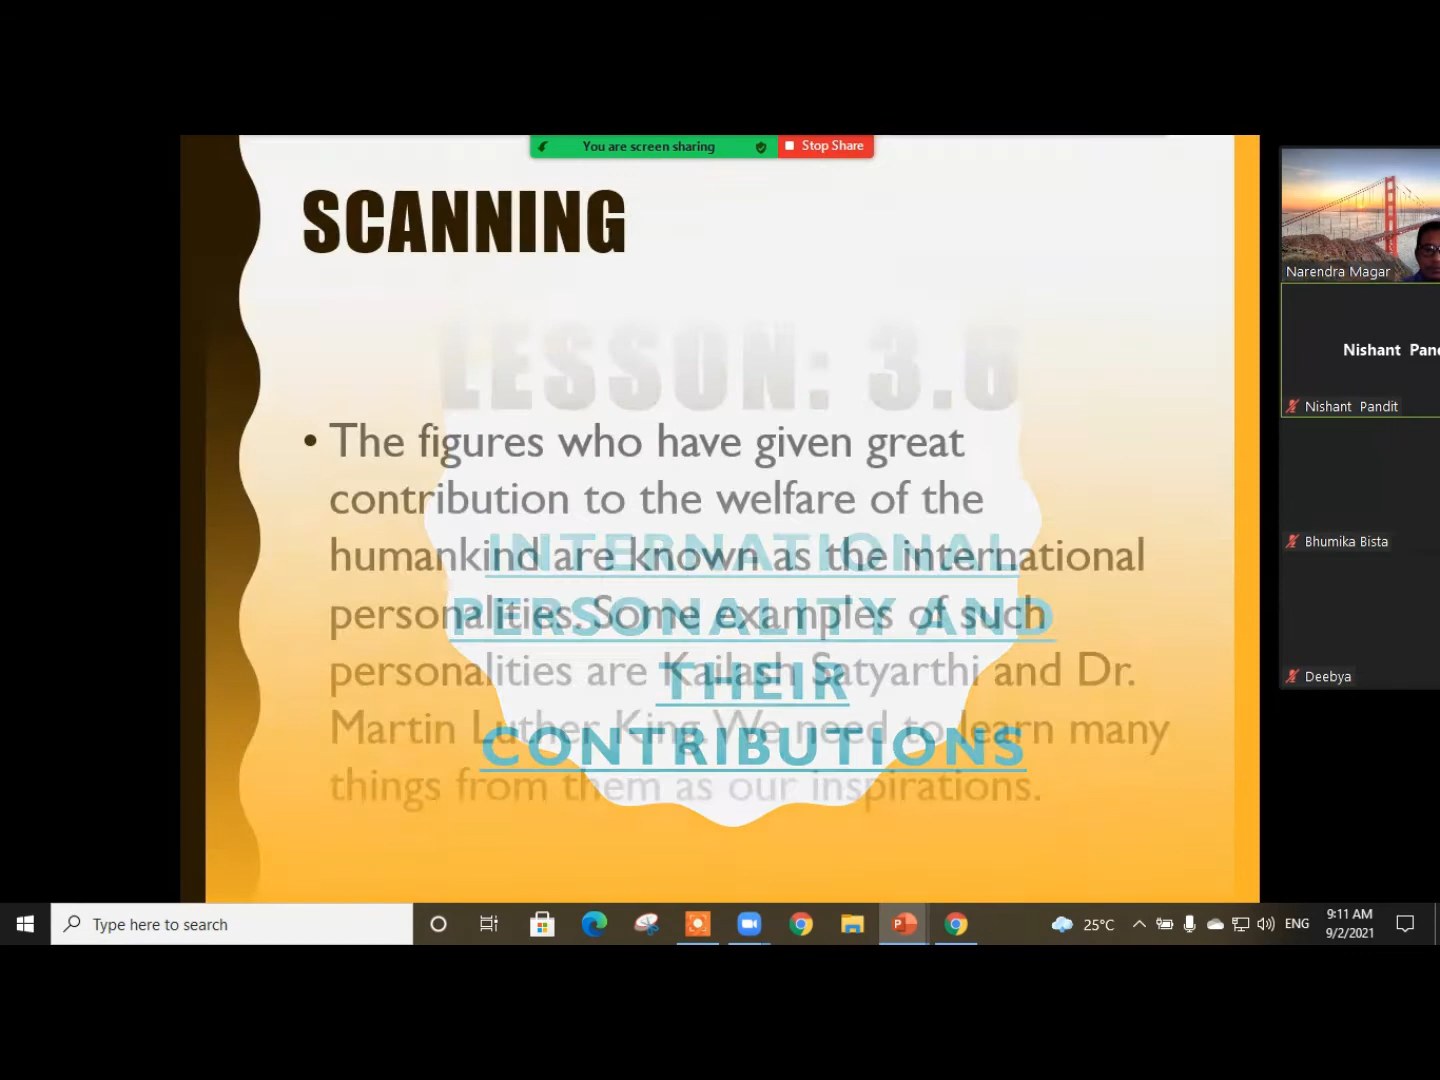 You are screen sharing
Stop Share
SCANNING
LESSON: 3.6
• The figures who have given great
contribution to the welfare of the
humankind are known as the international
personalities. Some examples of such
personalities are Kailash Satyarthi and Dr.
Martin Luther King. We need to learn many
things from them as our inspirations.
INTERNATIONAL
PERSONALITY AND
THEIR
CONTRIBUTIONS
Narendra Magar
Nishant Pan
Nishant Pandit
Bhumika Bista
Deebya
Type here to search
25°C
ENG
9:11 AM
9/2/2021